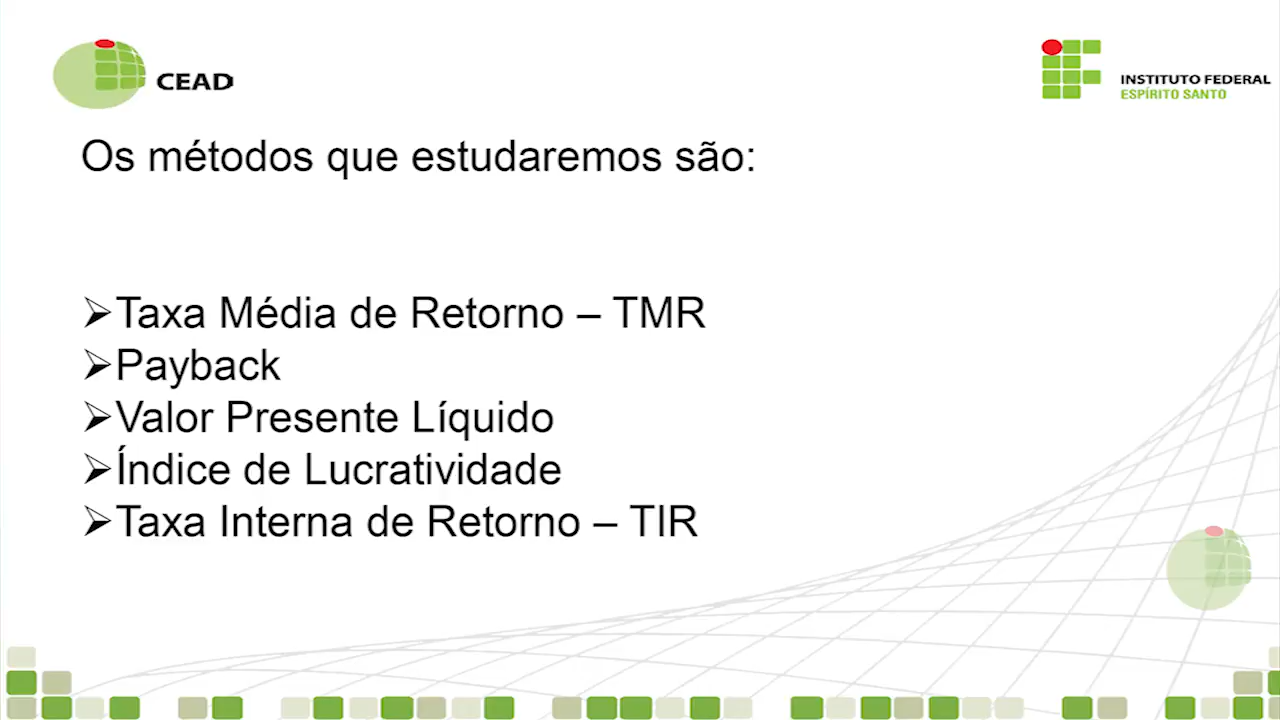 CEAD
INSTITUTO FEDERAL
ESPÍRITO SANTO
Os métodos que estudaremos são:
➢Taxa Média de Retorno – TMR
➢Payback
➢Valor Presente Líquido
➢Índice de Lucratividade
➢Taxa Interna de Retorno – TIR